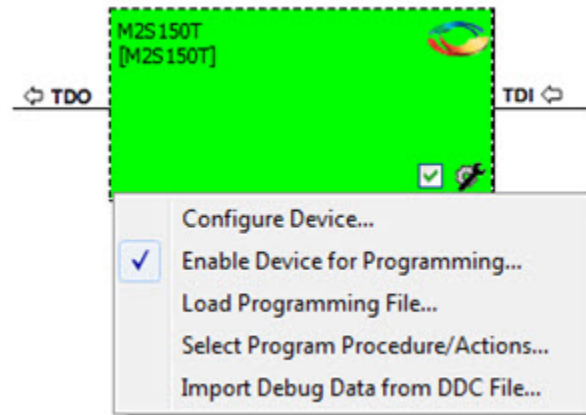 M2S150T
[M2S150T]
TDO
TDI
Configure Device...
Enable Device for Programming...
Load Programming File...
Select Program Procedure/Actions...
Import Debug Data from DDC File...